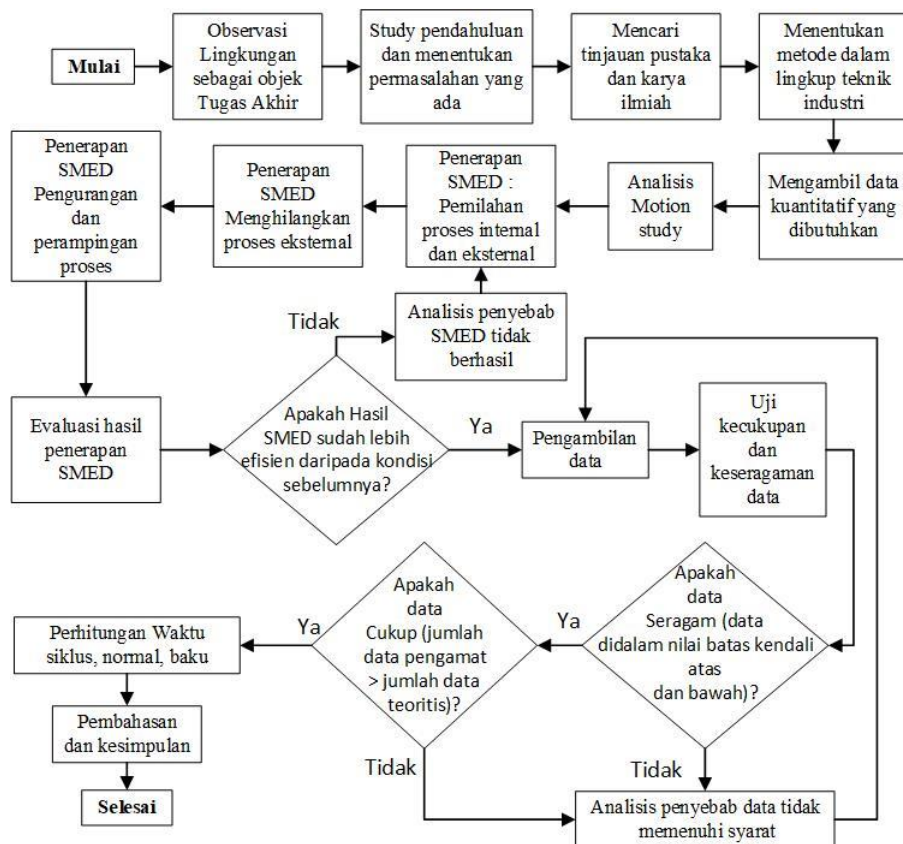 Mulai
Observasi
Lingkungan
sebagai objek
Tugas Akhir
Study pendahuluan
dan menentukan
permasalahan yang
ada
Mencari
tinjauan pustaka
dan karya
ilmiah
Menentukan
metode dalam
lingkup teknik
industri
Mengambil data
kuantitatif yang
dibutuhkan
Analisis
Motion
study
Penerapan
SMED :
Pemilahan
proses internal
dan eksternal
Penerapan
SMED
Menghilangkan
proses eksternal
Penerapan
SMED
Pengurangan
dan
perampingan
proses
Evaluasi hasil
penerapan
SMED
Apakah Hasil
SMED sudah lebih
efisien daripada kondisi
sebelumnya?
Tidak
Analisis penyebab
SMED tidak
berhasil
Ya
Pengambilan
data
Uji
kecukupan
dan
keseragaman
data
Apakah
data
Seragam (data
didalam nilai batas kendali
atas
dan bawah)?
Ya
Tidak
Apakah
data
Cukup (jumlah
data pengamat
> jumlah data
teoritis)?
Ya
Tidak
Analisis penyebab data tidak
memenuhi syarat
Perhitungan Waktu
siklus, normal, baku
Pembahasan
dan kesimpulan
Selesai